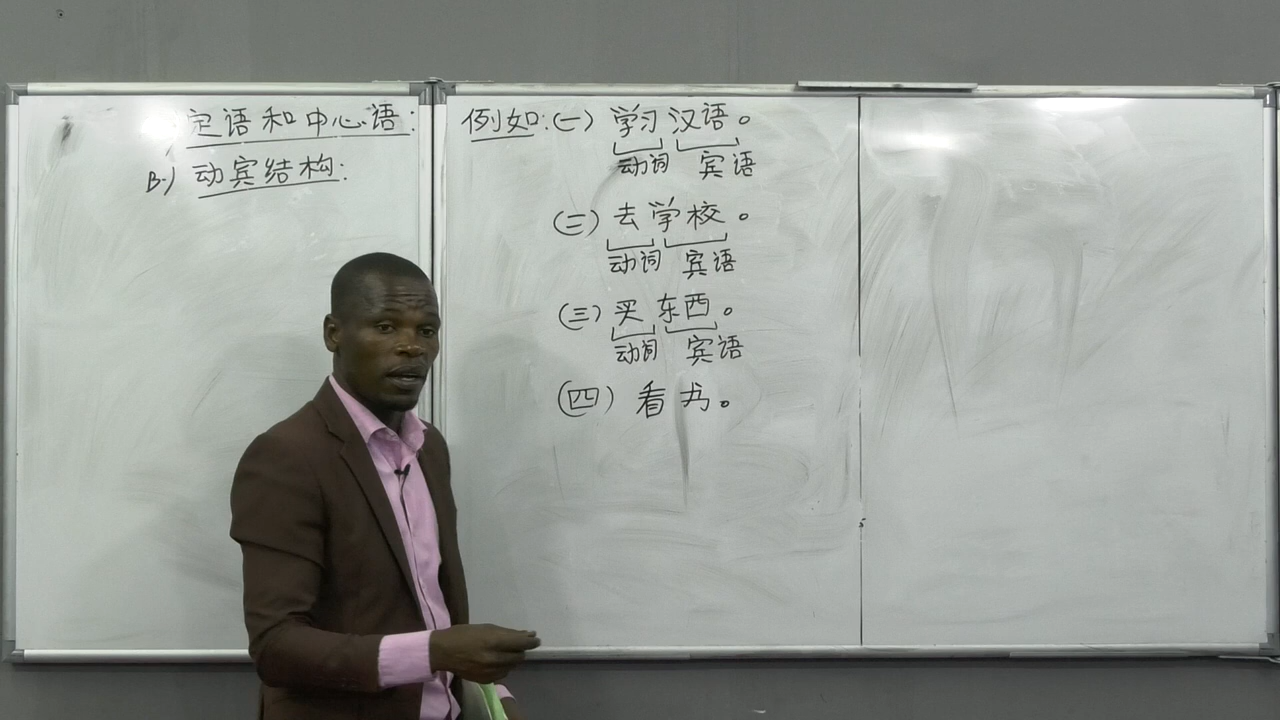 定语和中心语:
B.) 动宾结构:
例如:(一) 学习汉语。
动词 宾语
(二) 去学校。
动词 宾语
(三) 买东西。
动词 宾语
(四) 看书。